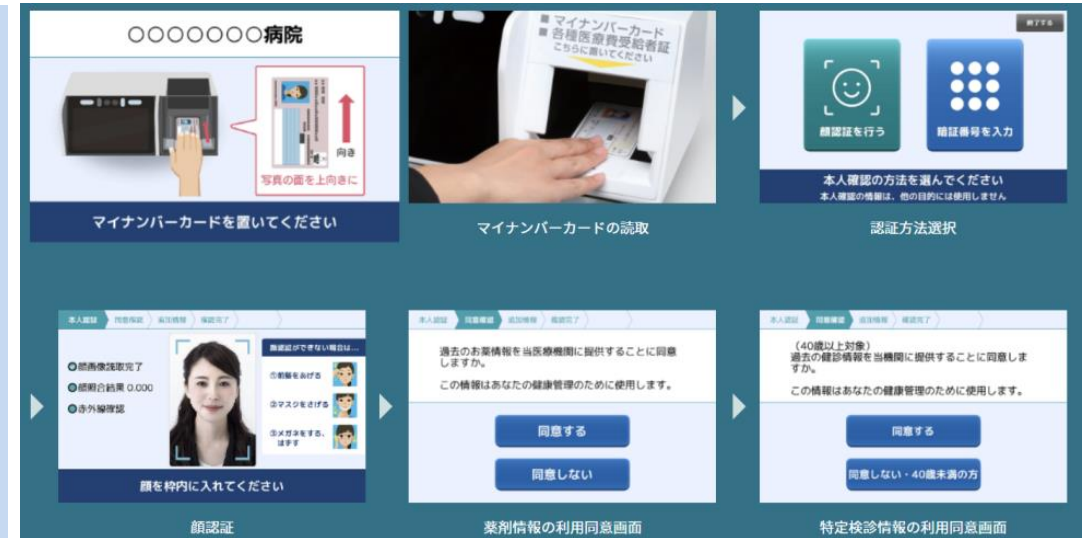 ○○○○○○○病院
向き
写真の面を上向きに
マイナンバーカードを置いてください
■マイナンバーカード
■各種医療費受給者証
こちらに置いてください
マイナンバーカードの読取
終了する
顔認証を行う
暗証番号を入力
本人確認の方法を選んでください
本人確認の情報は、他の目的には使用しません
認証方法選択
本人認証 同意確認 追加情報 確認完了
顔画像読取完了
顔照合結果 0.000
赤外線確認
顔認証ができない場合は…
①前髪をあげる
②マスクをさげる
③メガネをする、
はずす
顔を枠内に入れてください
顔認証
本人認証 同意確認 追加情報 確認完了
過去のお薬情報を当医療機関に提供することに同意
しますか。
この情報はあなたの健康管理のために使用します。
同意する
同意しない
薬剤情報の利用同意画面
本人認証 同意確認 追加情報 確認完了
（40歳以上対象）
過去の健診情報を当機関に提供することに同意しま
すか。
この情報はあなたの健康管理のために使用します。
同意する
同意しない・40歳未満の方
特定検診情報の利用同意画面